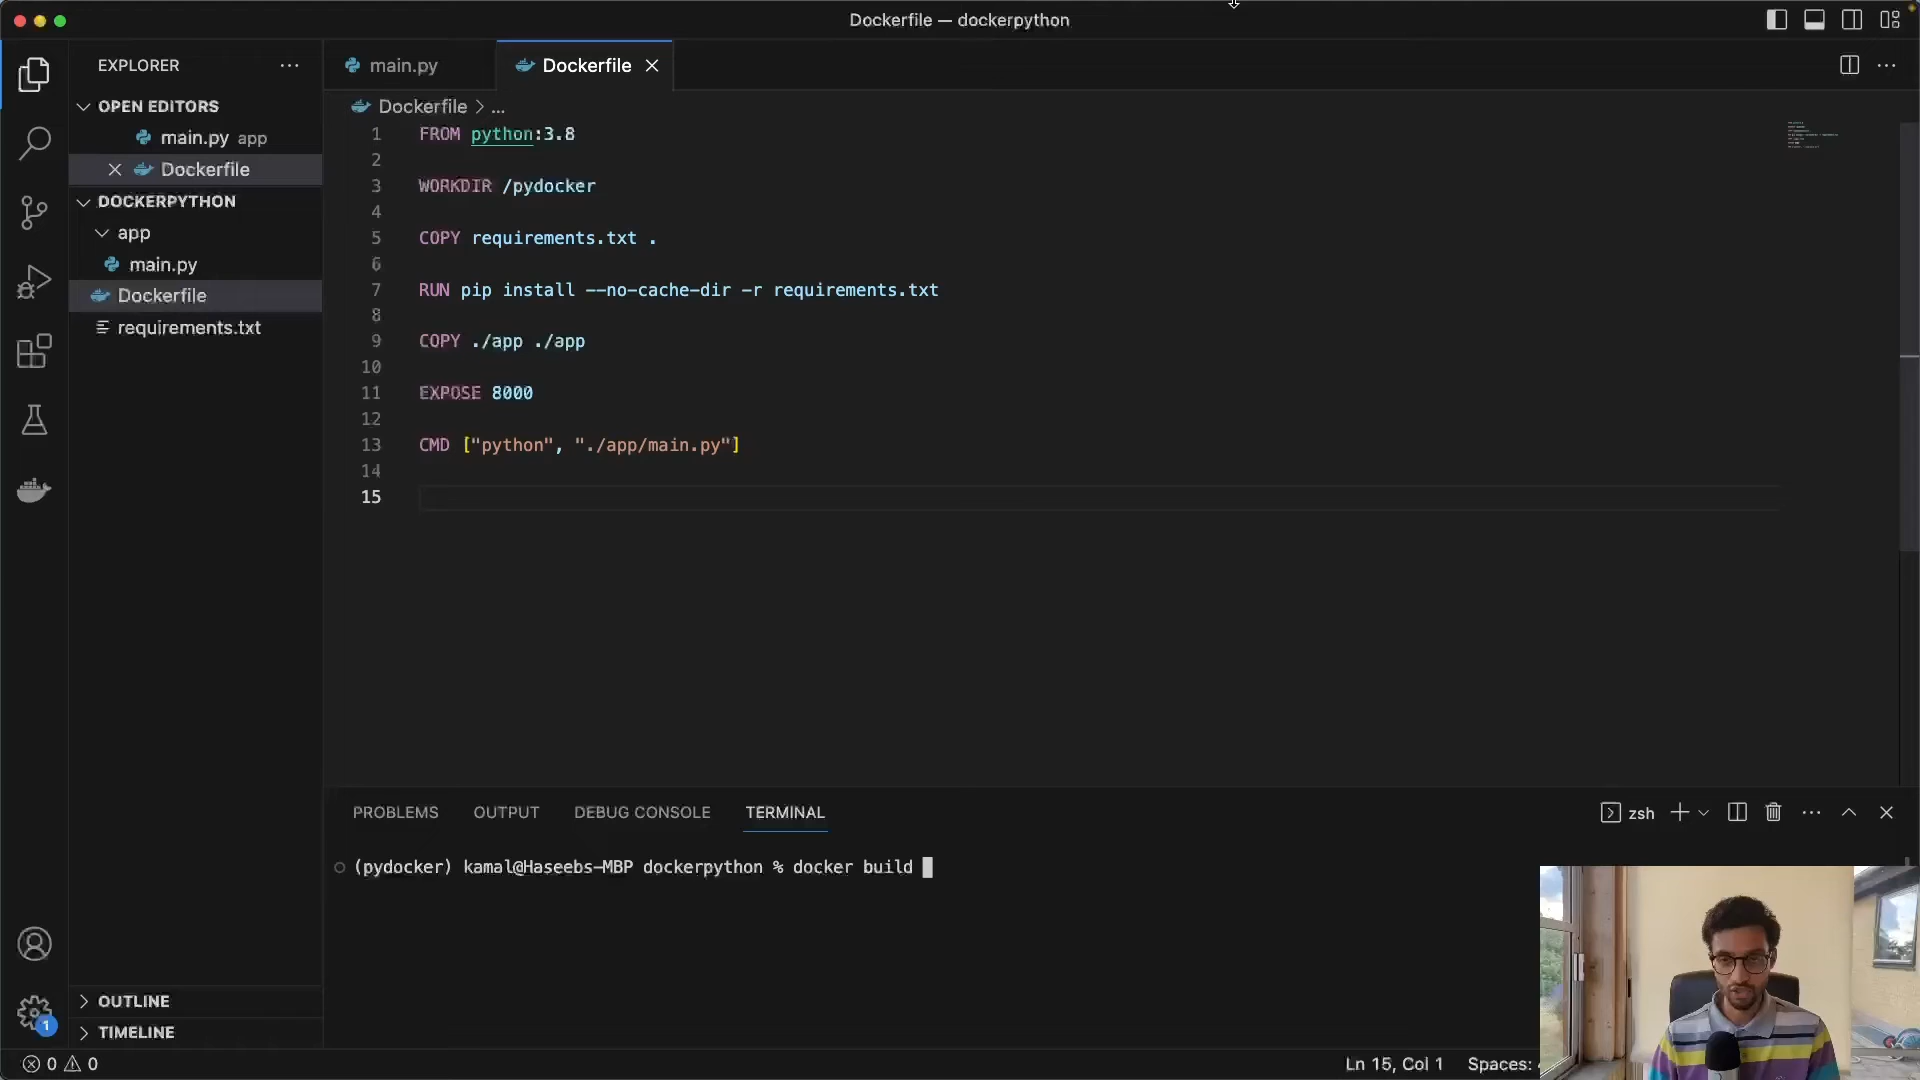 Dockerfile — dockerpython
EXPLORER
main.py
Dockerfile
OPEN EDITORS
main.py app
Dockerfile
DOCKERPYTHON
app
main.py
Dockerfile
requirements.txt
OUTLINE
TIMELINE
Dockerfile > ...
1 FROM python:3.8
2
3 WORKDIR /pydocker
4
5 COPY requirements.txt .
6
7 RUN pip install --no-cache-dir -r requirements.txt
8
9 COPY ./app ./app
10
11 EXPOSE 8000
12
13 CMD ["python", "./app/main.py"]
14
15
PROBLEMS OUTPUT DEBUG CONSOLE TERMINAL
zsh
(pydocker) kamal@Haseebs-MBP dockerpython % docker build
1
0 0
Ln 15, Col 1 Spaces: